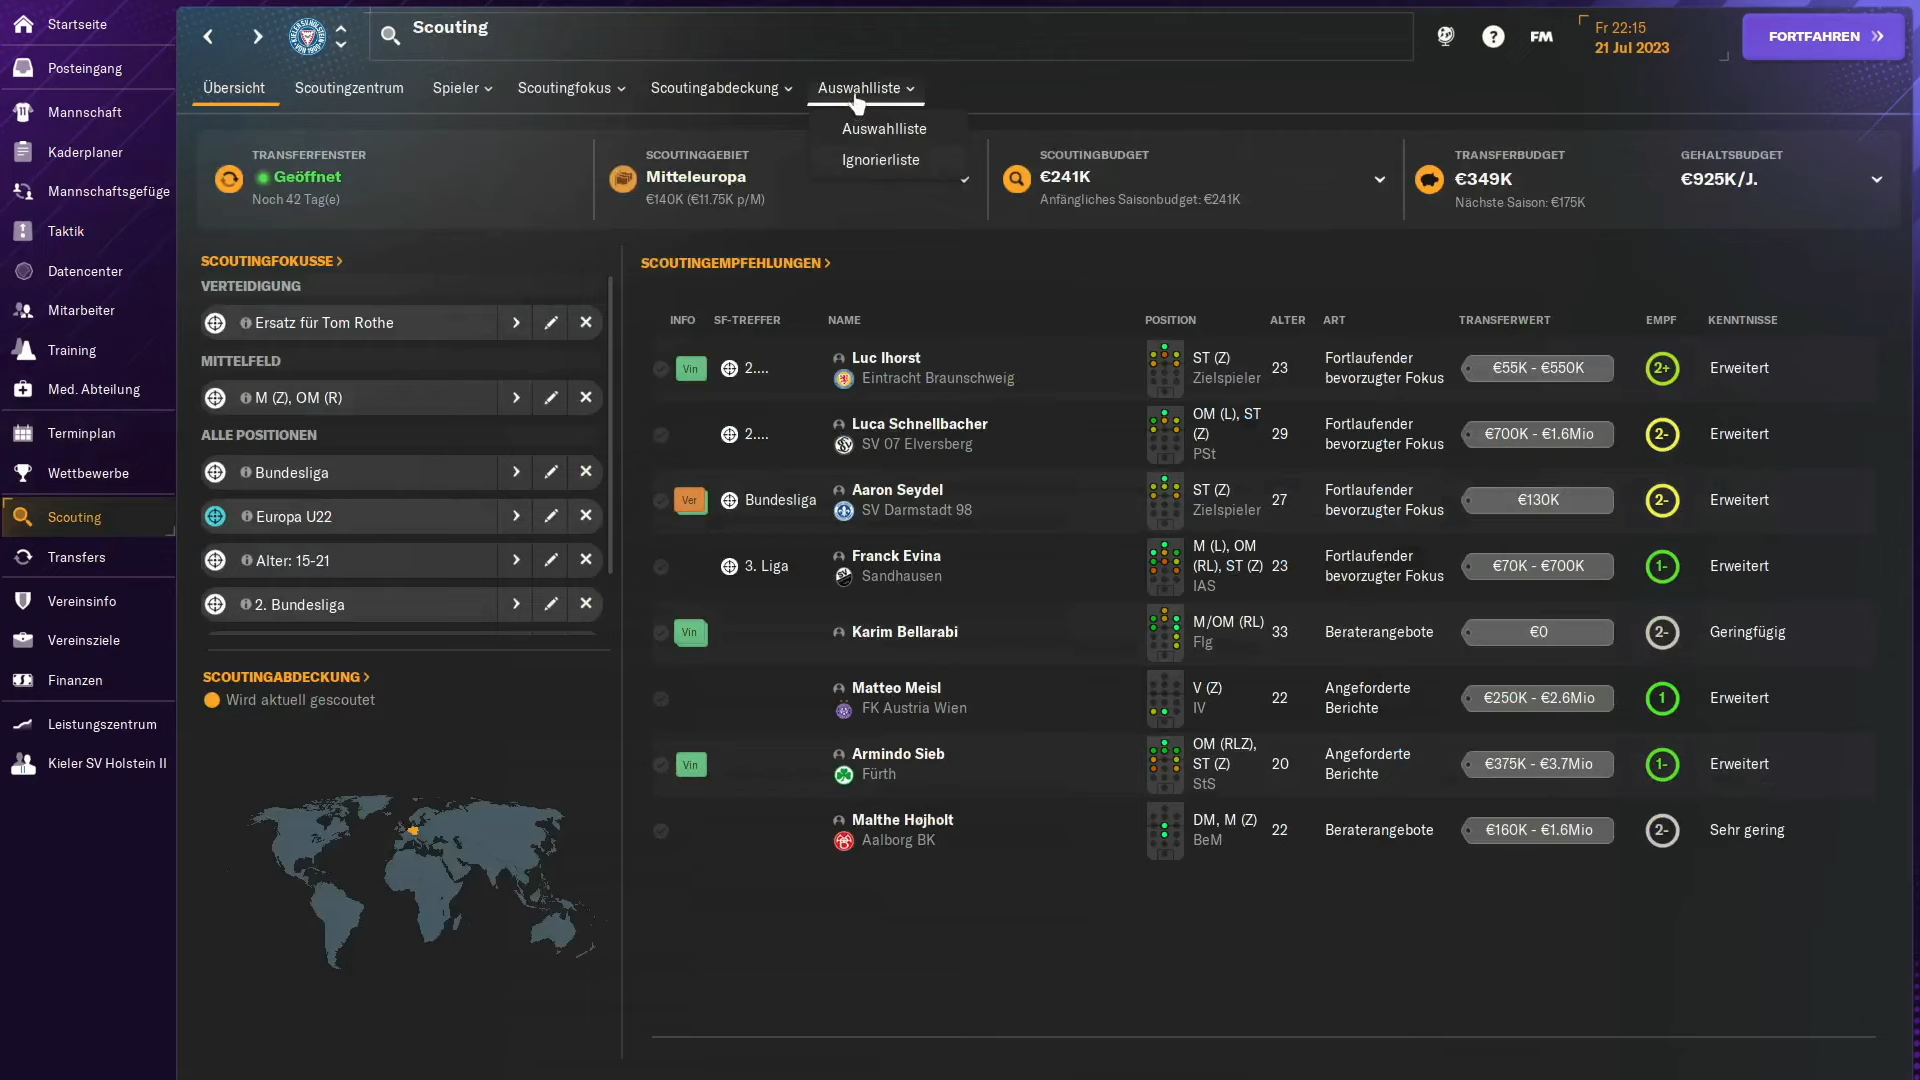 Startseite
Posteingang
Mannschaft
Kaderplaner
Mannschaftsgefüge
Taktik
Datencenter
Mitarbeiter
Training
Med. Abteilung
Terminplan
Wettbewerbe
Scouting
Transfers
Vereinsinfo
Vereinsziele
Finanzen
Leistungszentrum
Kieler SV Holstein II
Scouting
FM
Fr 22:15
21 Jul 2023
FORTFAHREN
Übersicht
Scoutingzentrum
Spieler
Scoutingfokus
Scoutingabdeckung
Auswahlliste
Auswahlliste
Ignorierliste
TRANSFERFENSTER
Geöffnet
Noch 42 Tag(e)
SCOUTINGGEBIET
Mitteleuropa
€140K (€11.75K p/M)
SCOUTINGBUDGET
€241K
Anfängliches Saisonbudget: €241K
TRANSFERBUDGET
€349K
Nächste Saison: €175K
GEHALTSBUDGET
€925K/J.
SCOUTINGFOKUSSE >
VERTEIDIGUNG
Ersatz für Tom Rothe
MITTELFELD
M (Z), OM (R)
ALLE POSITIONEN
Bundesliga
Europa U22
Alter: 15-21
2. Bundesliga
SCOUTINGABDECKUNG >
Wird aktuell gescoutet
SCOUTINGEMPFEHLUNGEN >
INFO SF-TREFFER NAME POSITION ALTER ART TRANSFERWERT EMPF KENNTNISSE
Vin 2.... Luc Ihorst ST (Z) 23 Fortlaufender €55K - €550K 2+ Erweitert
Eintracht Braunschweig Zielspieler bevorzugter Fokus
2.... Luca Schnellbacher OM (L), ST 29 Fortlaufender €700K - €1.6Mio 2- Erweitert
SV 07 Elversberg (Z) bevorzugter Fokus
PSt
Ver Bundesliga Aaron Seydel ST (Z) 27 Fortlaufender €130K 2- Erweitert
SV Darmstadt 98 Zielspieler bevorzugter Fokus
3. Liga Franck Evina M (L), OM 23 Fortlaufender €70K - €700K 1- Erweitert
Sandhausen (RL), ST (Z) bevorzugter Fokus
IAS
Vin Karim Bellarabi M/OM (RL) 33 Beraterangebote €0 2- Geringfügig
Flg
Matteo Meisl V (Z) 22 Angeforderte €250K - €2.6Mio 1 Erweitert
FK Austria Wien IV Berichte
Vin Armindo Sieb OM (RLZ), 20 Angeforderte €375K - €3.7Mio 1- Erweitert
Fürth ST (Z) Berichte
StS
Malthe Højholt DM, M (Z) 22 Beraterangebote €160K - €1.6Mio 2- Sehr gering
Aalborg BK BeM